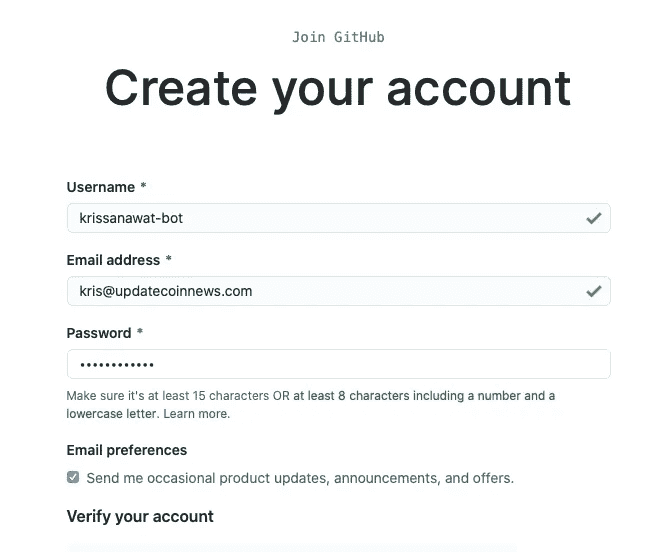 Join GitHub
Create your account
Username *
krissanawat-bot
Email address *
kris@updatecoinnews.com
Password *
••••••••••••
Make sure it's at least 15 characters OR at least 8 characters including a number and a
lowercase letter. Learn more.
Email preferences
Send me occasional product updates, announcements, and offers.
Verify your account